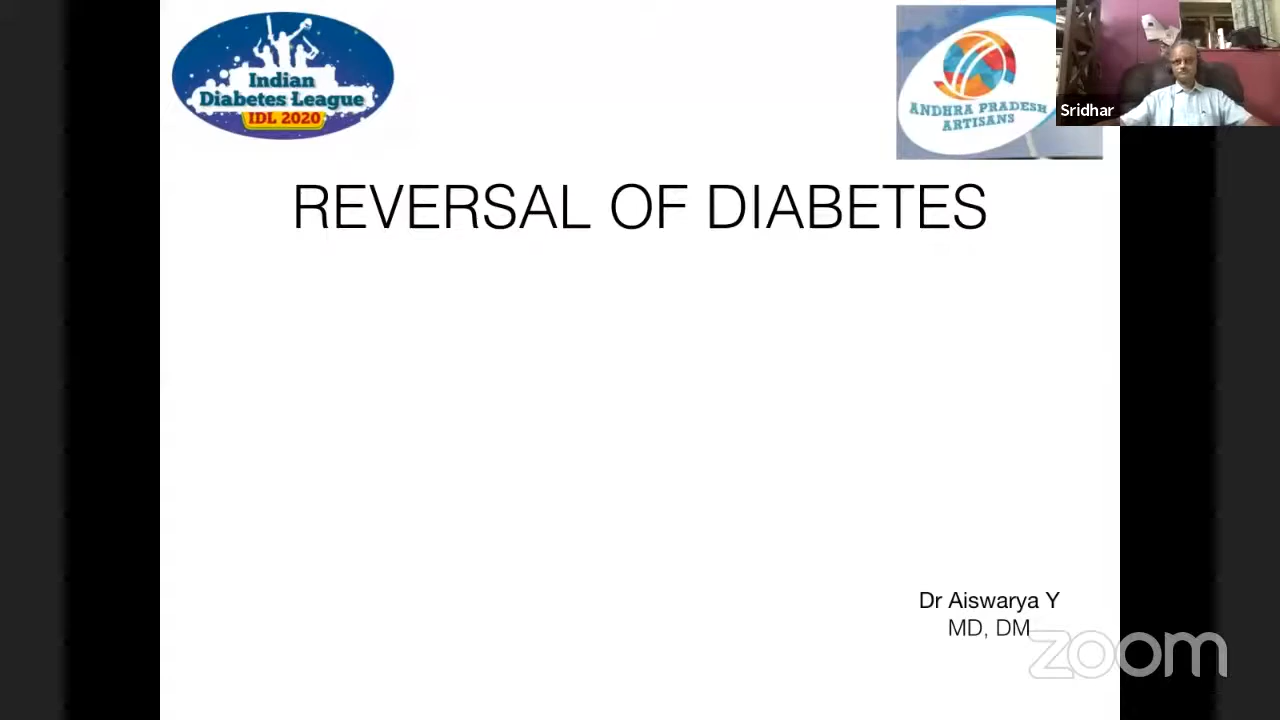 Indian
Diabetes League
IDL 2020
ANDHRA PRADESH
ARTISANS
Sridhar
REVERSAL OF DIABETES
Dr Aiswarya Y
MD, DM
zoom